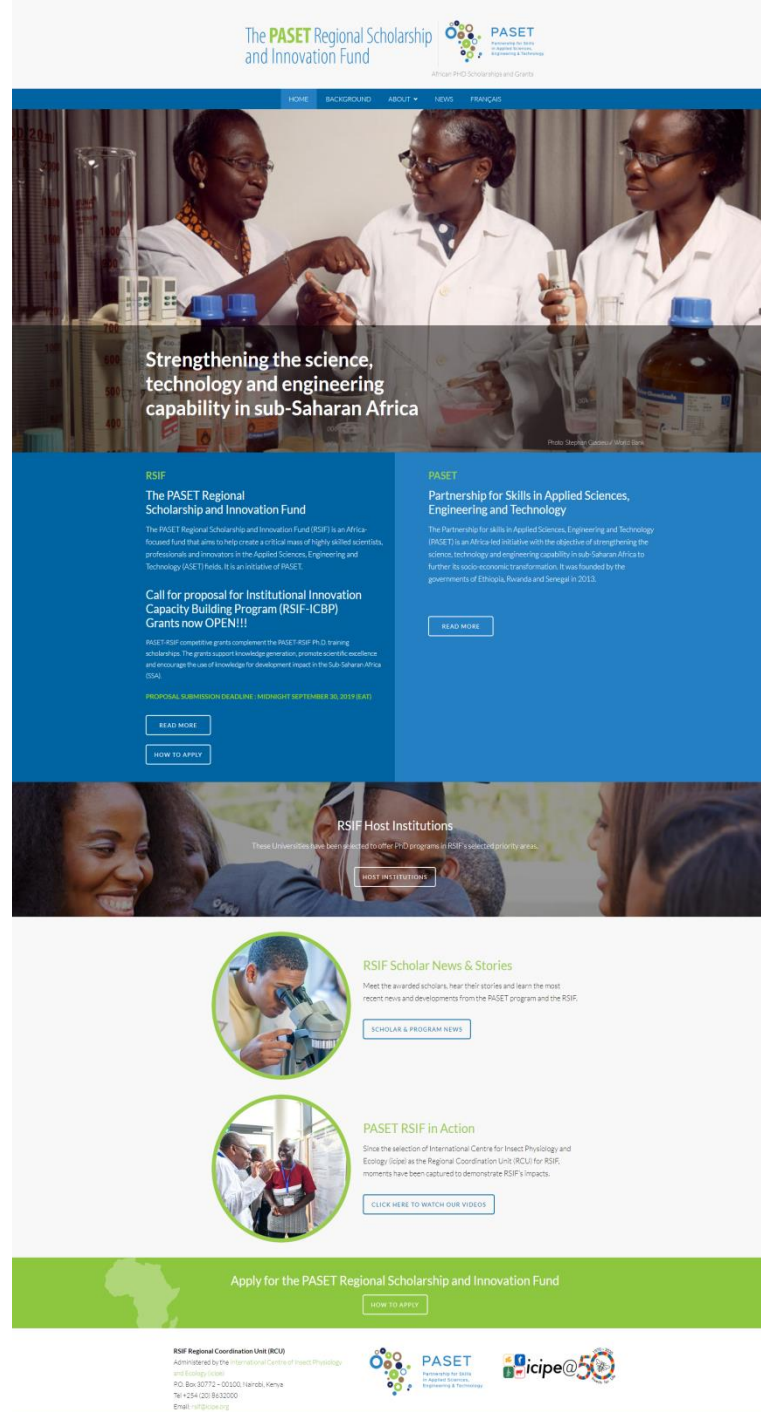 The PASET Regional Scholarship
and Innovation Fund
PASET
Partnership for Skills
in Applied Sciences,
Engineering & Technology
African PHD Scholarships and Grants
HOME BACKGROUND ABOUT NEWS FRANÇAIS
Strengthening the science,
technology and engineering
capability in sub-Saharan Africa
/ World Bank
RSIF
The PASET Regional
Scholarship and Innovation Fund
The PASET Regional Scholarship and Innovation Fund (RSIF) is an Africa-
focused fund that aims to help create a critical mass of highly skilled scientists,
professionals and innovators in the Applied Sciences, Engineering and
Technology (ASET) fields. It is an initiative of PASET.
Call for proposal for Institutional Innovation
Capacity Building Program (RSIF-ICBP)
Grants now OPEN!!!
PASET-RSIF competitive grants complement the PASET-RSIF Ph.D. training
scholarships. The grants support knowledge generation, promote scientific excellence
and encourage the use of knowledge for development impact in the Sub-Saharan Africa
(SSA).
PROPOSAL SUBMISSION DEADLINE : MIDNIGHT SEPTEMBER 30, 2019 (EAT)
READ MORE
HOW TO APPLY
PASET
Partnership for Skills in Applied Sciences,
Engineering and Technology
The Partnership for skills in Applied Sciences, Engineering and Technology
(PASET) is an Africa-led initiative with the objective of strengthening the
science, technology and engineering capability in sub-Saharan Africa to
further its socio-economic transformation. It was founded by the
governments of Ethiopia, Rwanda and Senegal in 2013.
READ MORE
RSIF Host Institutions
These Universities have been selected to offer PhD programs in RSIF's selected priority areas.
HOST INSTITUTIONS
RSIF Scholar News & Stories
Meet the awarded scholars, hear their stories and learn the most
recent news and developments from the PASET program and the RSIF.
SCHOLAR & PROGRAM NEWS
PASET RSIF in Action
Since the selection of International Centre for Insect Physiology and
Ecology (icipe) as the Regional Coordination Unit (RCU) for RSIF,
moments have been captured to demonstrate RSIF's impacts.
CLICK HERE TO WATCH OUR VIDEOS
Apply for the PASET Regional Scholarship and Innovation Fund
HOW TO APPLY
RSIF Regional Coordination Unit (RCU)
Administered by the International Centre of Insect Physiology
and Ecology (icipe)
P.O. Box 30772 – 00100, Nairobi, Kenya
Tel +254 (20) 8632000
Email: rsif@icipe.org
PASET
Partnership for Skills
in Applied Sciences,
Engineering & Technology
icipe@50